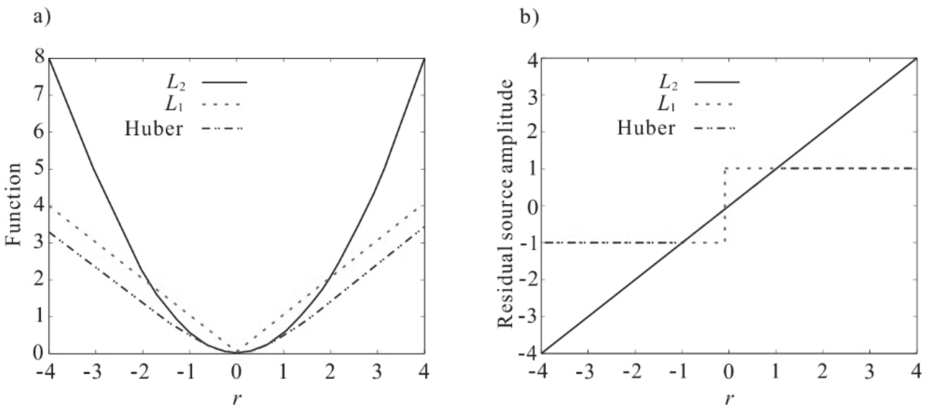 a)
8
7
6
5
4
3
2
1
0
Function
L₂
L₁
Huber
-4 -3 -2 -1 0 1 2 3 4
r
b)
4
3
2
1
0
-1
-2
-3
-4
Residual source amplitude
L₂
L₁
Huber
-4 -3 -2 -1 0 1 2 3 4
r